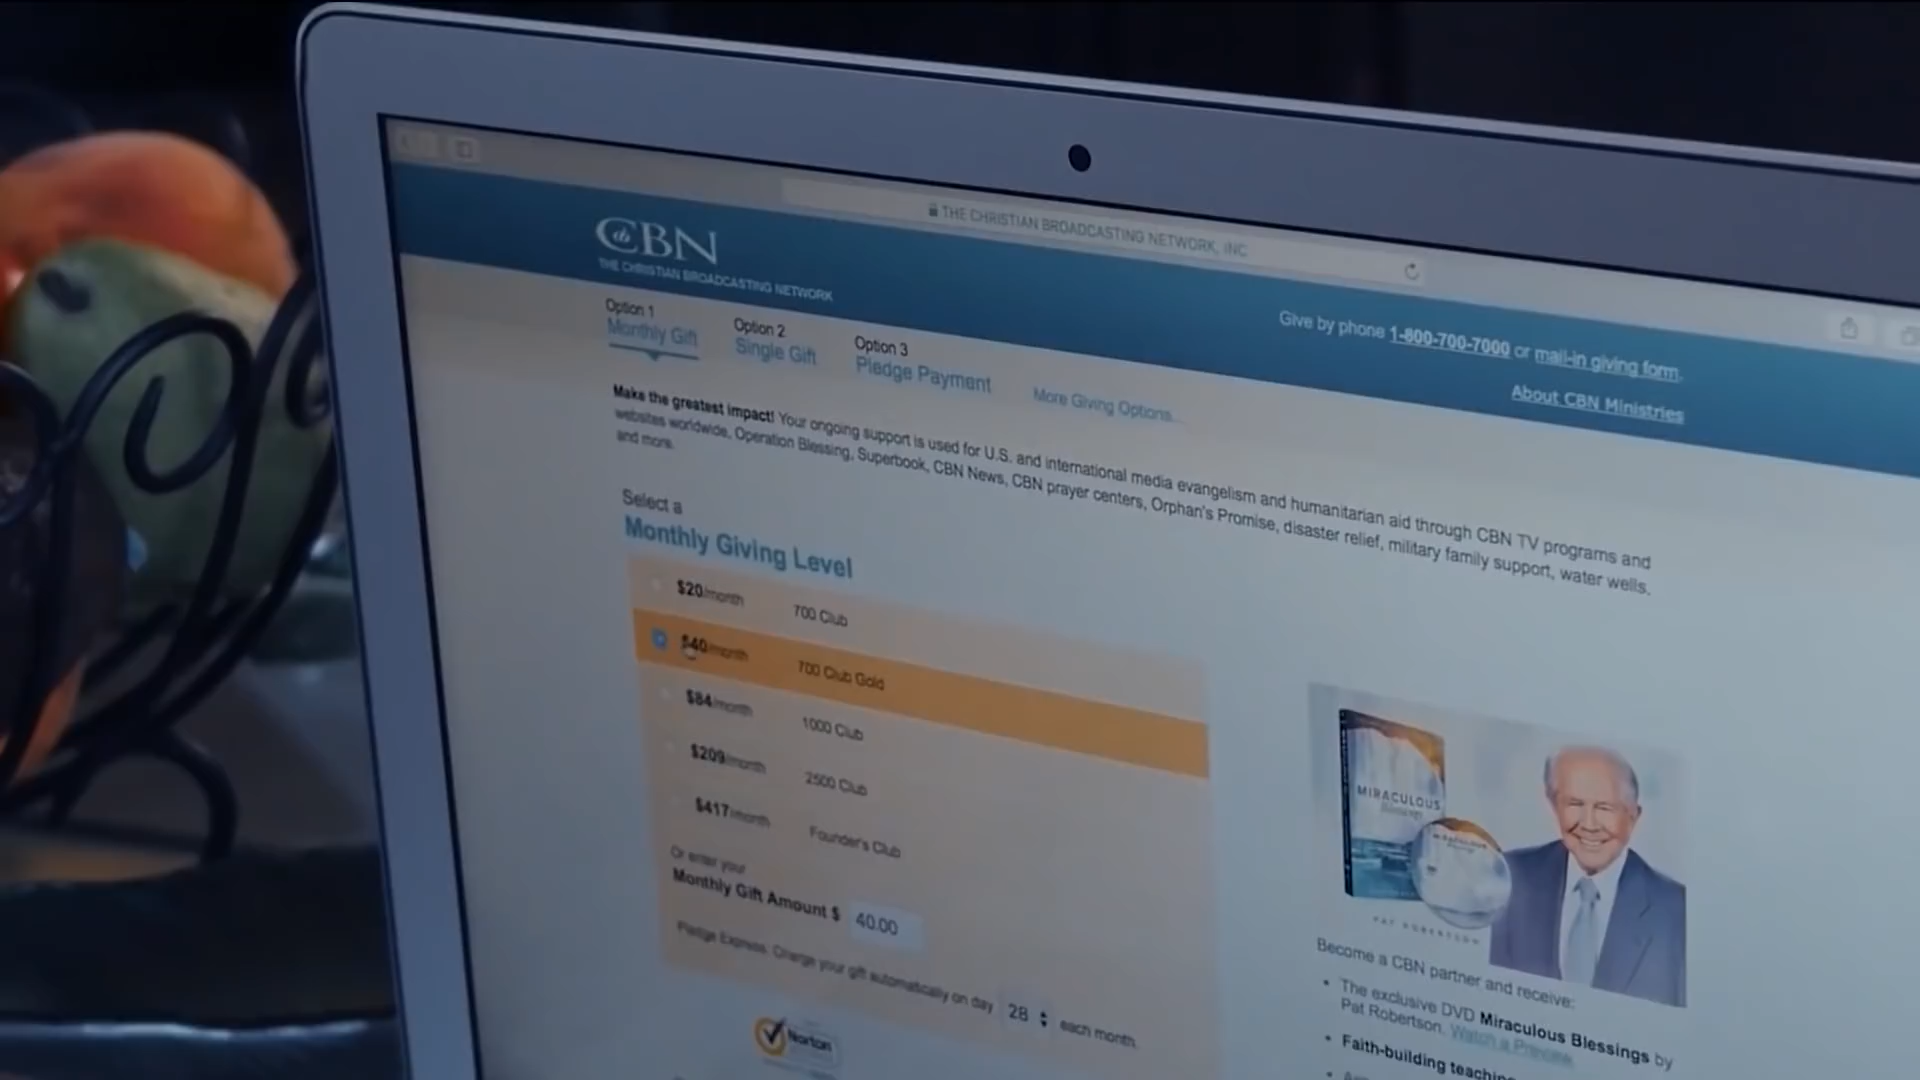 THE CHRISTIAN BROADCASTING NETWORK, INC
CBN
THE CHRISTIAN BROADCASTING NETWORK
Give by phone 1-800-700-7000 or mail-in giving form.
About CBN Ministries
Option 1
Monthly Gift
Option 2
Single Gift
Option 3
Pledge Payment
More Giving Options...
Make the greatest impact! Your ongoing support is used for U.S. and international media evangelism and humanitarian aid through CBN TV programs and
websites worldwide, Operation Blessing, Superbook, CBN News, CBN prayer centers, Orphan's Promise, disaster relief, military family support, water wells,
and more.
Select a
Monthly Giving Level
$20/month 700 Club
$40/month 700 Club Gold
$84/month 1000 Club
$209/month 2500 Club
$417/month Founder's Club
Or enter your
Monthly Gift Amount $ 40.00
Pledge Express: Charge your gift automatically on day 28 each month.
Norton
MIRACULOUS
Blessings
MIRACULOUS
PAT ROBERTSON
Become a CBN partner and receive:
• The exclusive DVD Miraculous Blessings by
Pat Robertson. Watch a Preview
• Faith-building